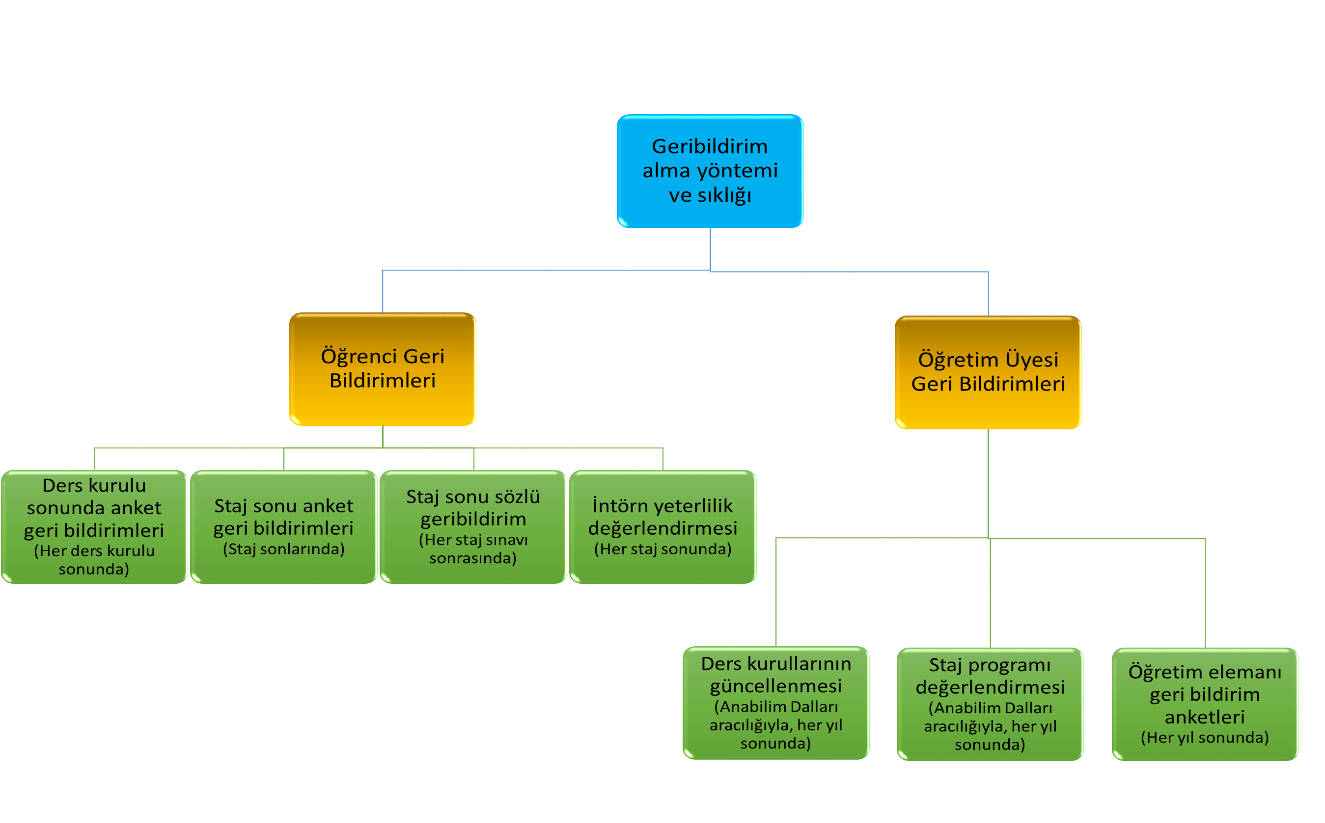 Geribildirim
alma yöntemi
ve sıklığı
Öğrenci Geri
Bildirimleri
Öğretim Üyesi
Geri Bildirimleri
Ders kurulu
sonunda anket
geri bildirimleri
(Her ders kurulu
sonunda)
Staj sonu anket
geri bildirimleri
(Staj sonlarında)
Staj sonu sözlü
geribildirim
(Her staj sınavı
sonrasında)
İntörn yeterlilik
değerlendirmesi
(Her staj sonunda)
Ders kurullarının
güncellenmesi
(Anabilim Dalları
aracılığıyla, her yıl
sonunda)
Staj programı
değerlendirmesi
(Anabilim Dalları
aracılığıyla, her yıl
sonunda)
Öğretim elemanı
geri bildirim
anketleri
(Her yıl sonunda)